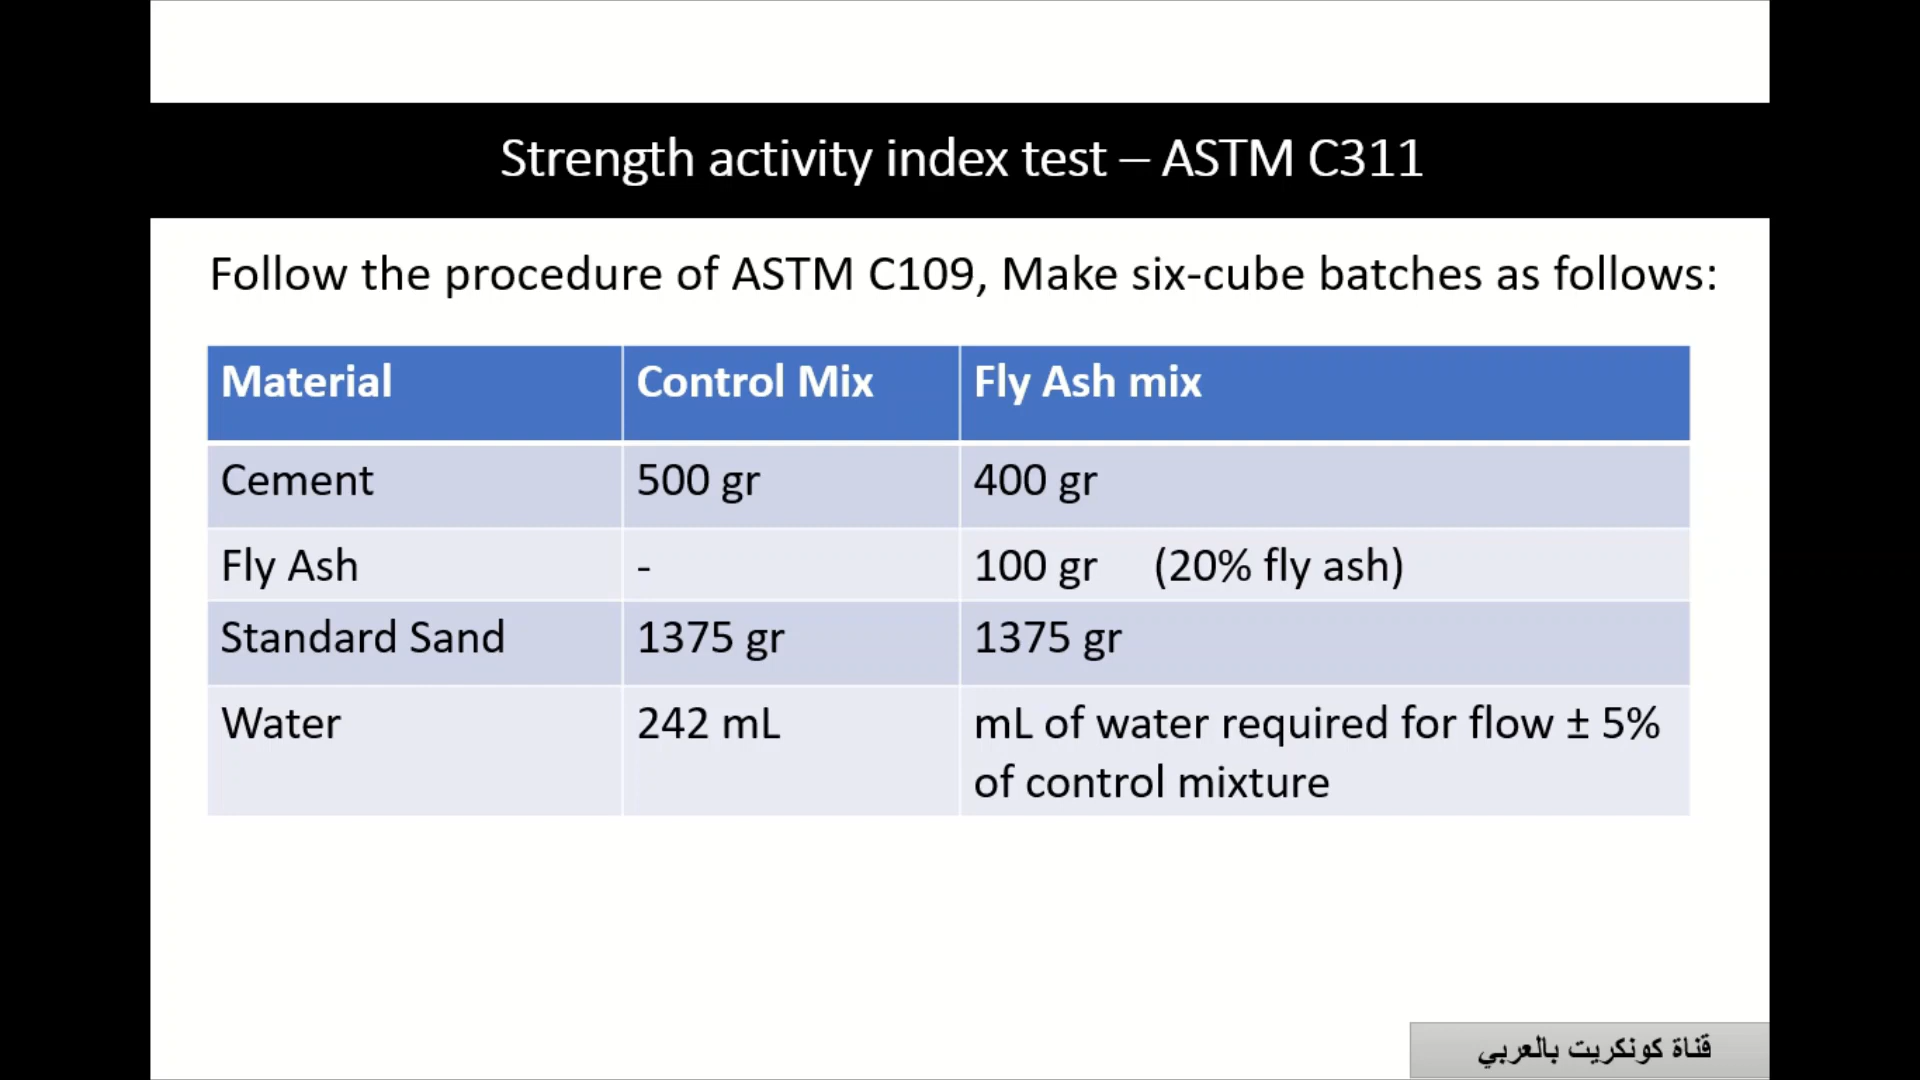 Strength activity index test – ASTM C311
Follow the procedure of ASTM C109, Make six-cube batches as follows:
Material Control Mix Fly Ash mix
Cement 500 gr 400 gr
Fly Ash - 100 gr (20% fly ash)
Standard Sand 1375 gr 1375 gr
Water 242 mL mL of water required for flow ± 5%
of control mixture
قناة كونكريت بالعربي